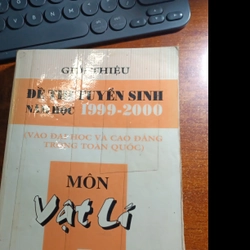 GIỚI THIỆU
ĐỀ THI TUYỂN SINH
NĂM HỌC 1999-2000
(VÀO ĐẠI HỌC VÀ CAO ĐẲNG
TRONG TOÀN QUỐC)
MÔN
Vật Lí